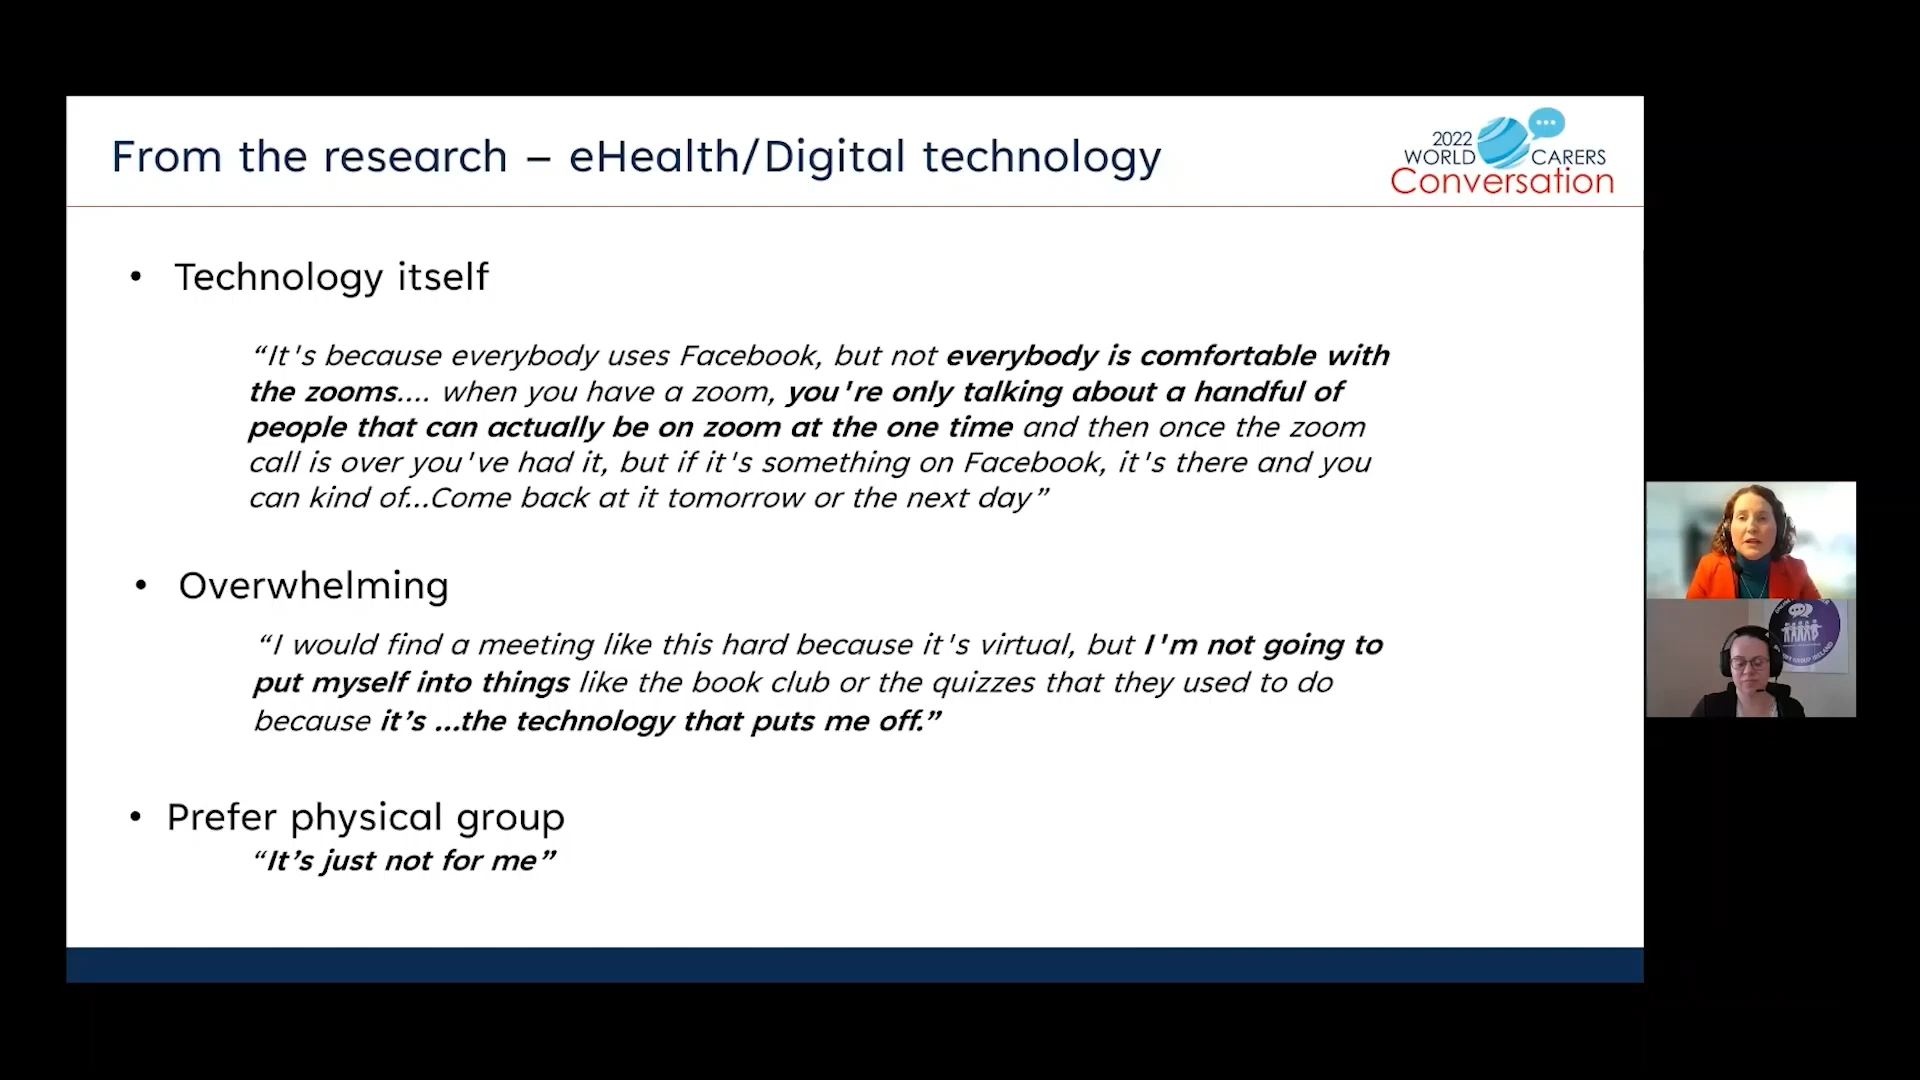 From the research – eHealth/Digital technology
2022
WORLD CARERS
Conversation
• Technology itself
“It's because everybody uses Facebook, but not everybody is comfortable with
the zooms.... when you have a zoom, you're only talking about a handful of
people that can actually be on zoom at the one time and then once the zoom
call is over you've had it, but if it's something on Facebook, it's there and you
can kind of...Come back at it tomorrow or the next day”
• Overwhelming
“I would find a meeting like this hard because it's virtual, but I'm not going to
put myself into things like the book club or the quizzes that they used to do
because it’s ...the technology that puts me off.”
• Prefer physical group
“It’s just not for me”